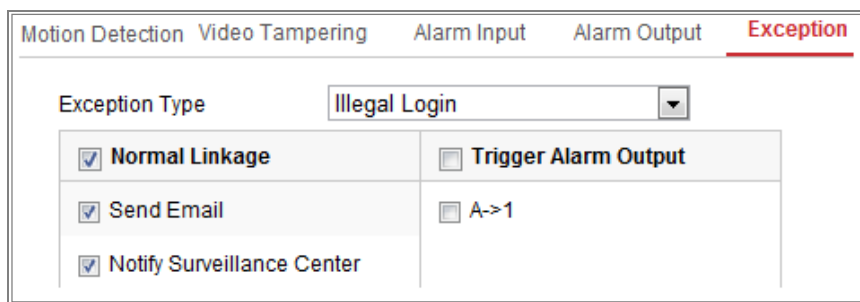 Motion Detection Video Tampering Alarm Input Alarm Output Exception
Exception Type Illegal Login
Normal Linkage Trigger Alarm Output
Send Email A->1
Notify Surveillance Center